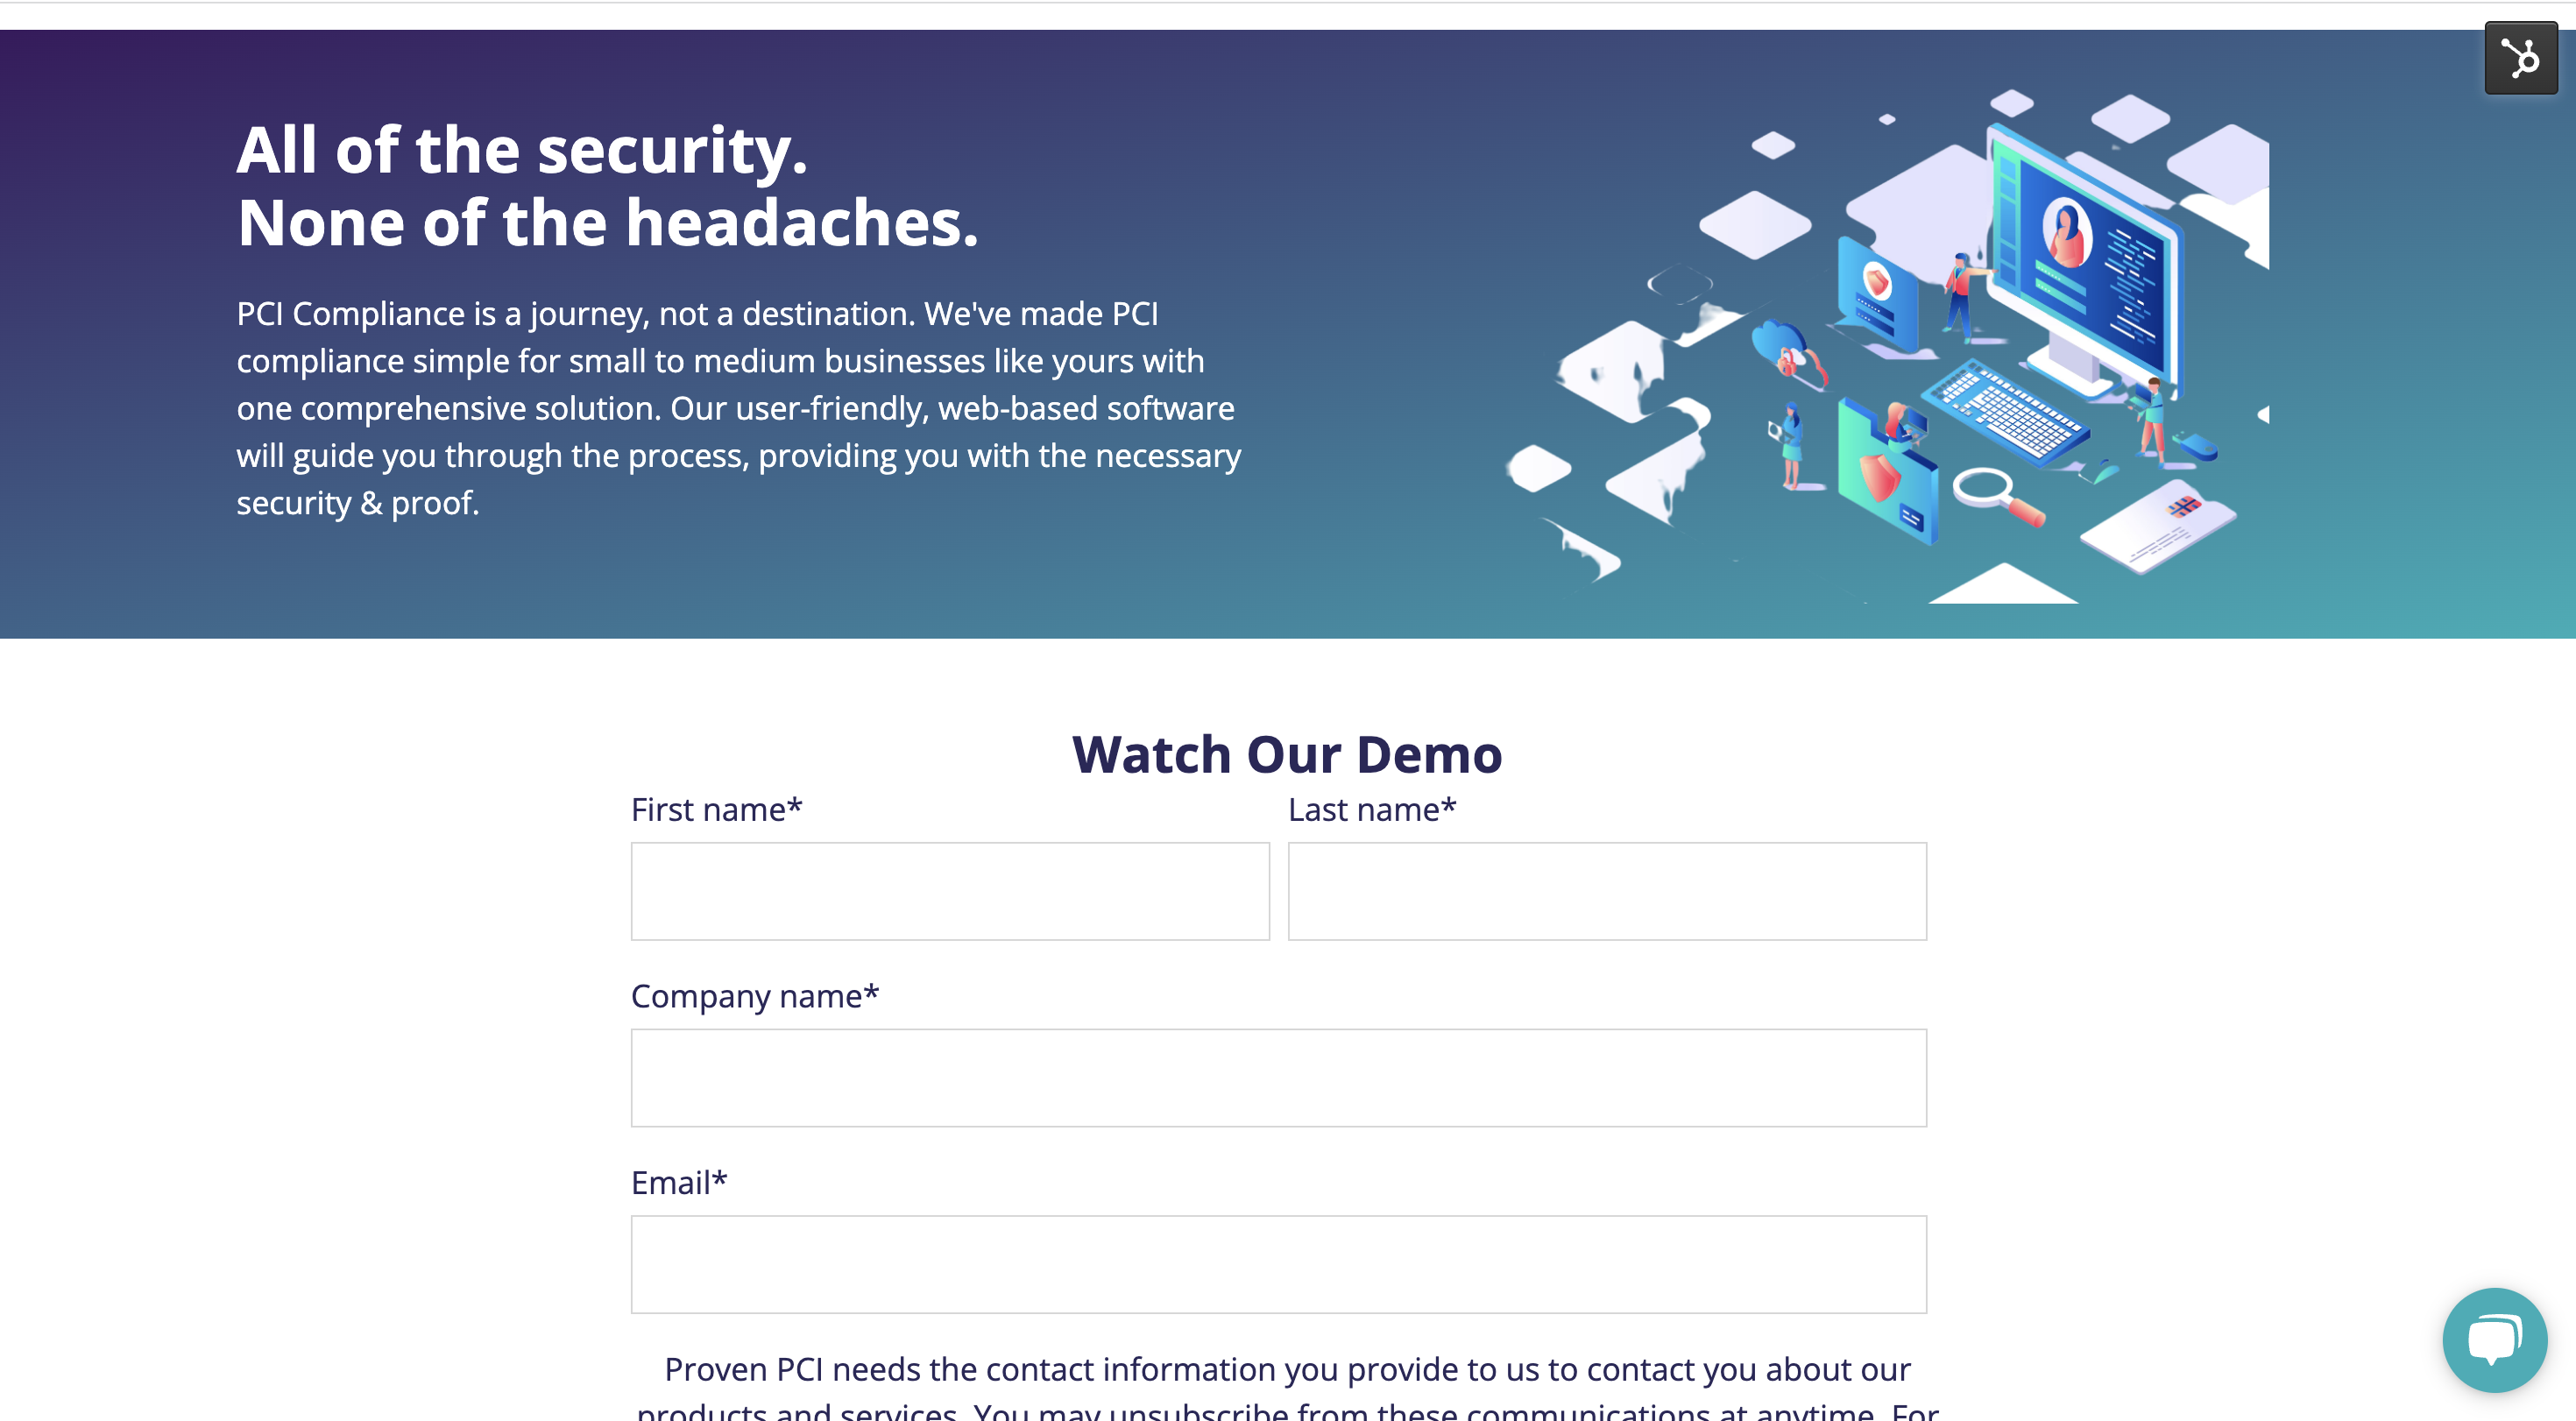 All of the security.
None of the headaches.
PCI Compliance is a journey, not a destination. We've made PCI
compliance simple for small to medium businesses like yours with
one comprehensive solution. Our user-friendly, web-based software
will guide you through the process, providing you with the necessary
security & proof.
Watch Our Demo
First name*
Last name*
Company name*
Email*
Proven PCI needs the contact information you provide to us to contact you about our
products and services. You may unsubscribe from these communications at anytime. For